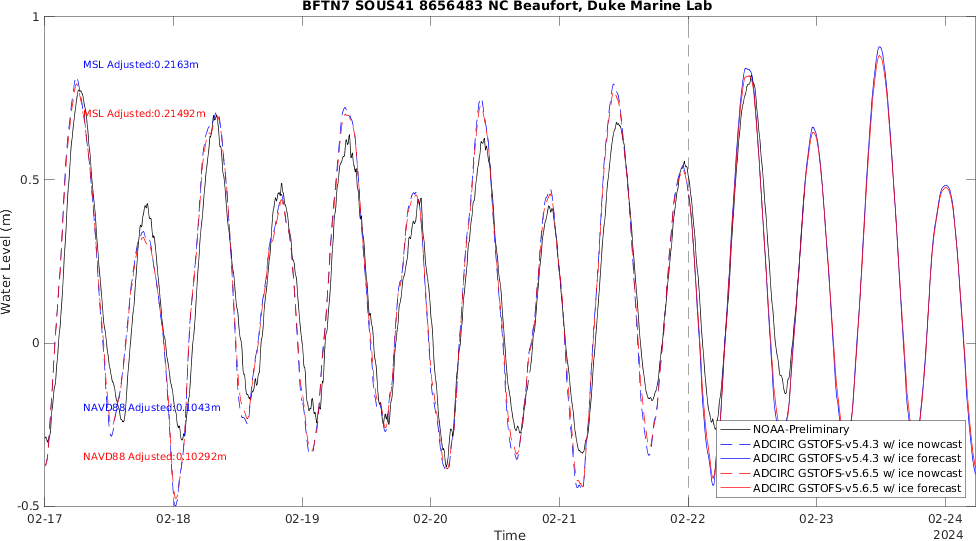 BFTN7 SOUS41 8656483 NC Beaufort, Duke Marine Lab
1
0.5
0
-0.5
Water Level (m)
MSL Adjusted:0.2163m
MSL Adjusted:0.21492m
NAVD88 Adjusted:0.1043m
NAVD88 Adjusted:0.10292m
NOAA-Preliminary
ADCIRC GSTOFS-v5.4.3 w/ ice nowcast
ADCIRC GSTOFS-v5.4.3 w/ ice forecast
ADCIRC GSTOFS-v5.6.5 w/ ice nowcast
ADCIRC GSTOFS-v5.6.5 w/ ice forecast
02-17 02-18 02-19 02-20 02-21 02-22 02-23 02-24
Time
2024